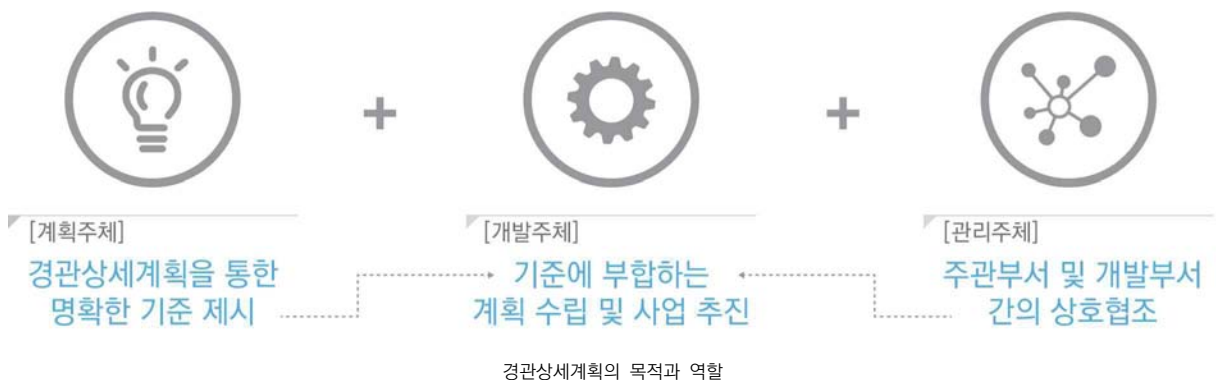 +
+
[계획주체]
경관상세계획을 통한
명확한 기준 제시
[개발주체]
기준에 부합하는
계획 수립 및 사업 추진
[관리주체]
주관부서 및 개발부서
간의 상호협조
경관상세계획의 목적과 역할